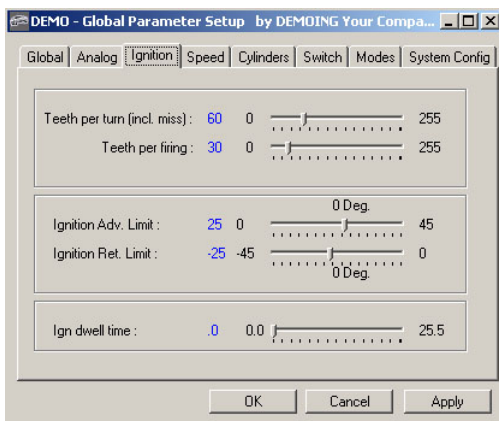 DEMO - Global Parameter Setup by DEMOING Your Compa...
Global Analog Ignition Speed Cylinders Switch Modes System Config
Teeth per turn (incl. miss) : 60 0 255
Teeth per firing : 30 0 255
0 Deg.
Ignition Adv. Limit : 25 0 45
Ignition Ret. Limit : -25 -45 0
0 Deg.
Ign dwell time : .0 0.0 25.5
OK Cancel Apply